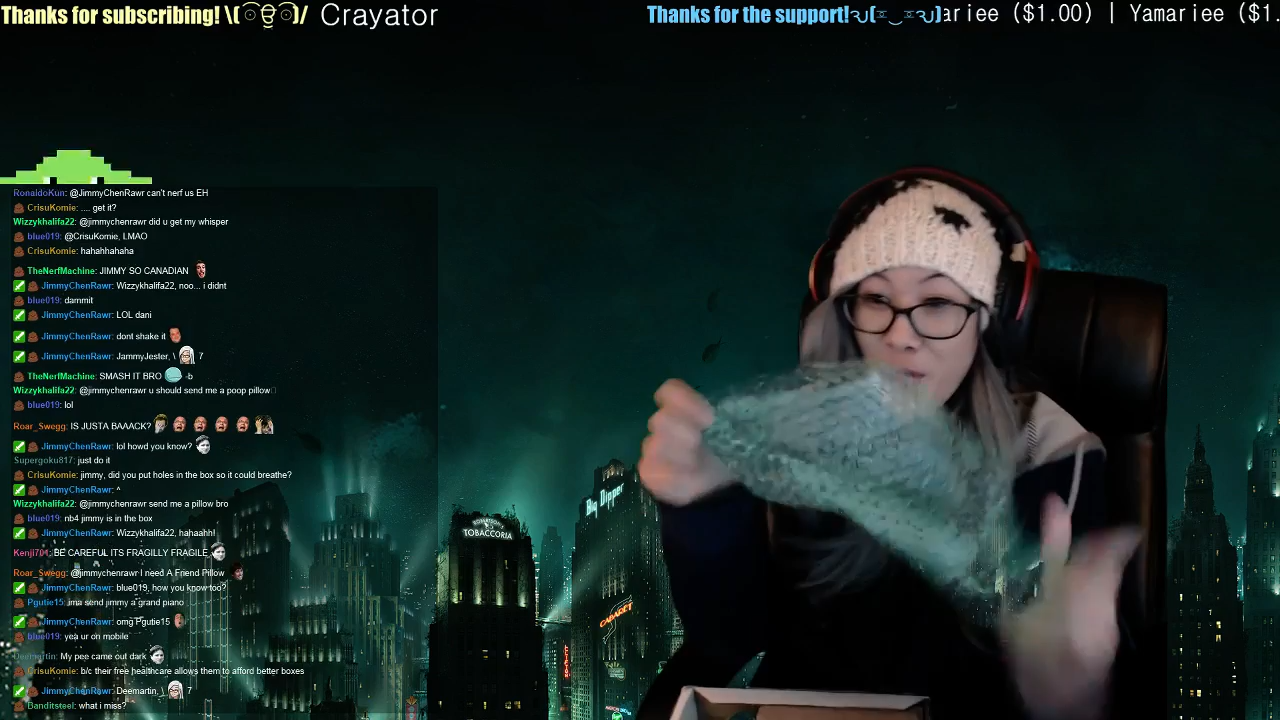 Thanks for subscribing! \( ͡ಠ ਊ ͡ಠ)/ Crayator
Thanks for the support! ariee ($1.00) | Yamariee ($1.
RonaldoKun: @JimmyChenRawr can't nerf us EH
CrisuKomie: .... get it?
Wizzykhalifa22: @jimmychenrawr did u get my whisper
blue019: @CrisuKomie, LMAO
CrisuKomie: hahahhahaha
TheNerfMachine: JIMMY SO CANADIAN
JimmyChenRawr: Wizzykhalifa22, noo... i didnt
blue019: dammit
JimmyChenRawr: LOL dani
JimmyChenRawr: dont shake it
JimmyChenRawr: JammyJester, \ 7
TheNerfMachine: SMASH IT BRO -b
Wizzykhalifa22: @jimmychenrawr u should send me a poop pillow
blue019: lol
Roar_Swegg: IS JUSTA BAAACK?
JimmyChenRawr: lol howd you know?
Supergoku817: just do it
CrisuKomie: jimmy, did you put holes in the box so it could breathe?
JimmyChenRawr: ^
Wizzykhalifa22: @jimmychenrawr send me a pillow bro
blue019: nb4 jimmy is in the box
JimmyChenRawr: Wizzykhalifa22, hahaahh!
Kenji701: BE CAREFUL ITS FRAGILLY FRAGILE
Roar_Swegg: @jimmychenrawr I need A Friend Pillow
JimmyChenRawr: blue019, how you know too?
Pgutie15: ima send jimmy a grand piano
JimmyChenRawr: omg Pgutie15
blue019: yea ur on mobile
Deemartin: My pee came out dark
CrisuKomie: b/c their free healthcare allows them to afford better boxes
JimmyChenRawr: Deemartin, \ 7
Banditsteel: what i miss?
Big Dipper
ROBERTSON'S
TOBACCORIA
CABARET